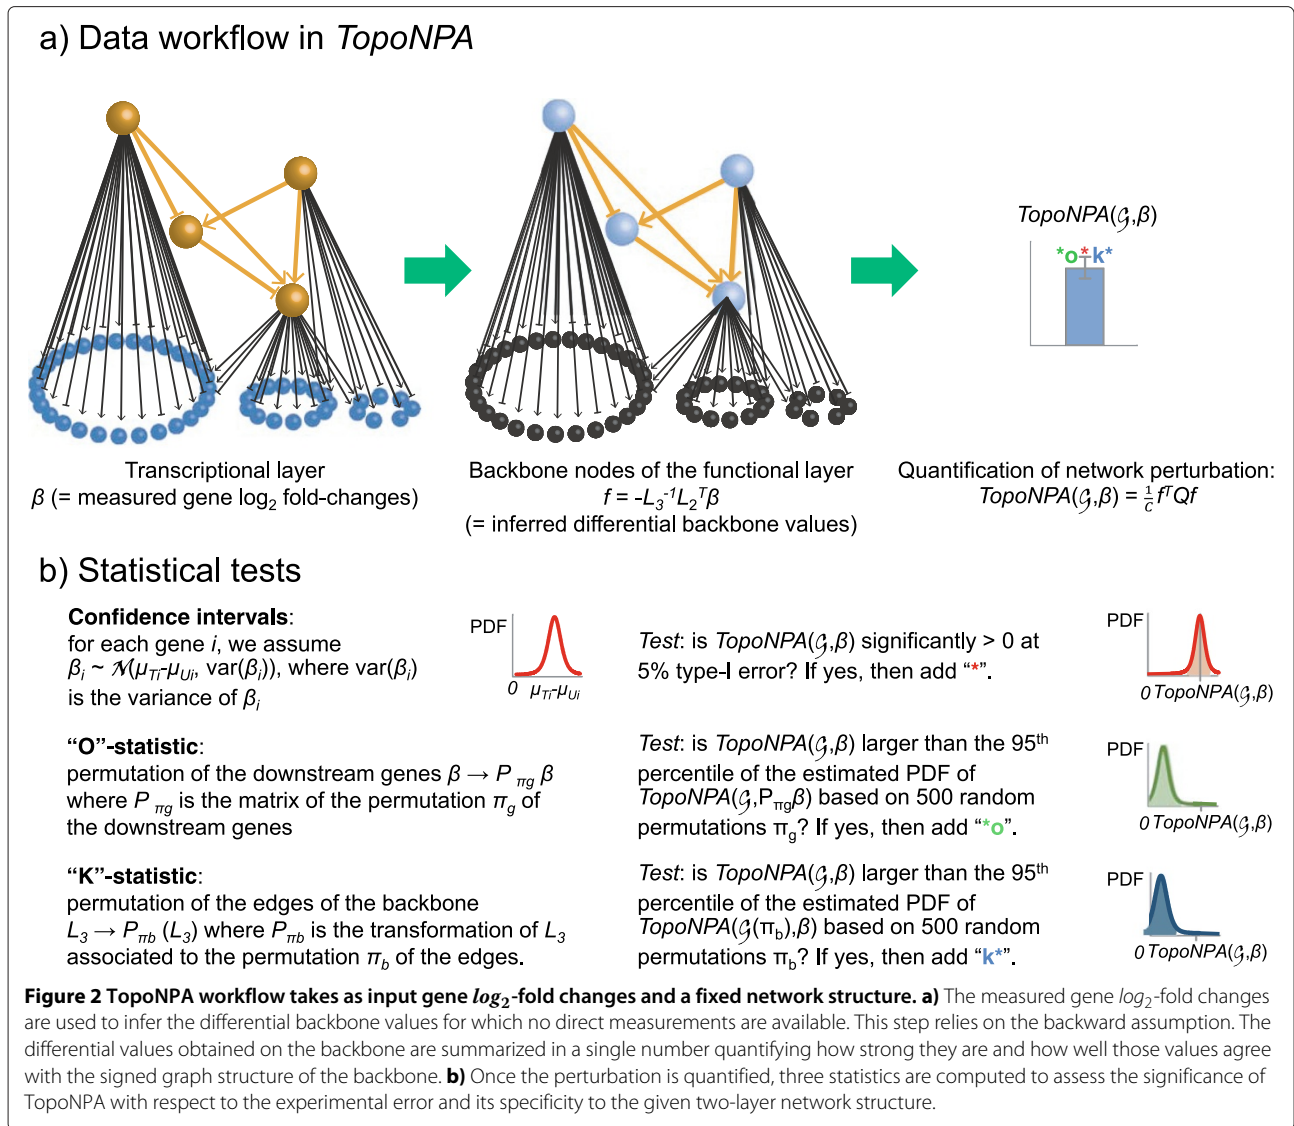 a) Data workflow in TopoNPA
TopoNPA(𝒢,β)
*o*k*
Transcriptional layer
β (= measured gene log₂ fold-changes)
Backbone nodes of the functional layer
f = -L₃⁻¹L₂ᵀβ
(= inferred differential backbone values)
Quantification of network perturbation:
TopoNPA(𝒢,β) = 1/c fᵀQf
b) Statistical tests
Confidence intervals:
for each gene i, we assume
βᵢ ~ 𝒩(μTi-μUi, var(βᵢ)), where var(βᵢ)
is the variance of βᵢ
PDF
0 μTi-μUi
Test: is TopoNPA(𝒢,β) significantly > 0 at
5% type-I error? If yes, then add “*”.
PDF
0 TopoNPA(𝒢,β)
“O”-statistic:
permutation of the downstream genes β → P πg β
where P πg is the matrix of the permutation πg of
the downstream genes
Test: is TopoNPA(𝒢,β) larger than the 95th
percentile of the estimated PDF of
TopoNPA(𝒢,Pπgβ) based on 500 random
permutations πg? If yes, then add “*o”.
PDF
0 TopoNPA(𝒢,β)
“K”-statistic:
permutation of the edges of the backbone
L₃ → Pπb (L₃) where Pπb is the transformation of L₃
associated to the permutation πb of the edges.
Test: is TopoNPA(𝒢,β) larger than the 95th
percentile of the estimated PDF of
TopoNPA(𝒢(πb),β) based on 500 random
permutations πb? If yes, then add “k*”.
PDF
0 TopoNPA(𝒢,β)
Figure 2 TopoNPA workflow takes as input gene log₂-fold changes and a fixed network structure. a) The measured gene log₂-fold changes
are used to infer the differential backbone values for which no direct measurements are available. This step relies on the backward assumption. The
differential values obtained on the backbone are summarized in a single number quantifying how strong they are and how well those values agree
with the signed graph structure of the backbone. b) Once the perturbation is quantified, three statistics are computed to assess the significance of
TopoNPA with respect to the experimental error and its specificity to the given two-layer network structure.